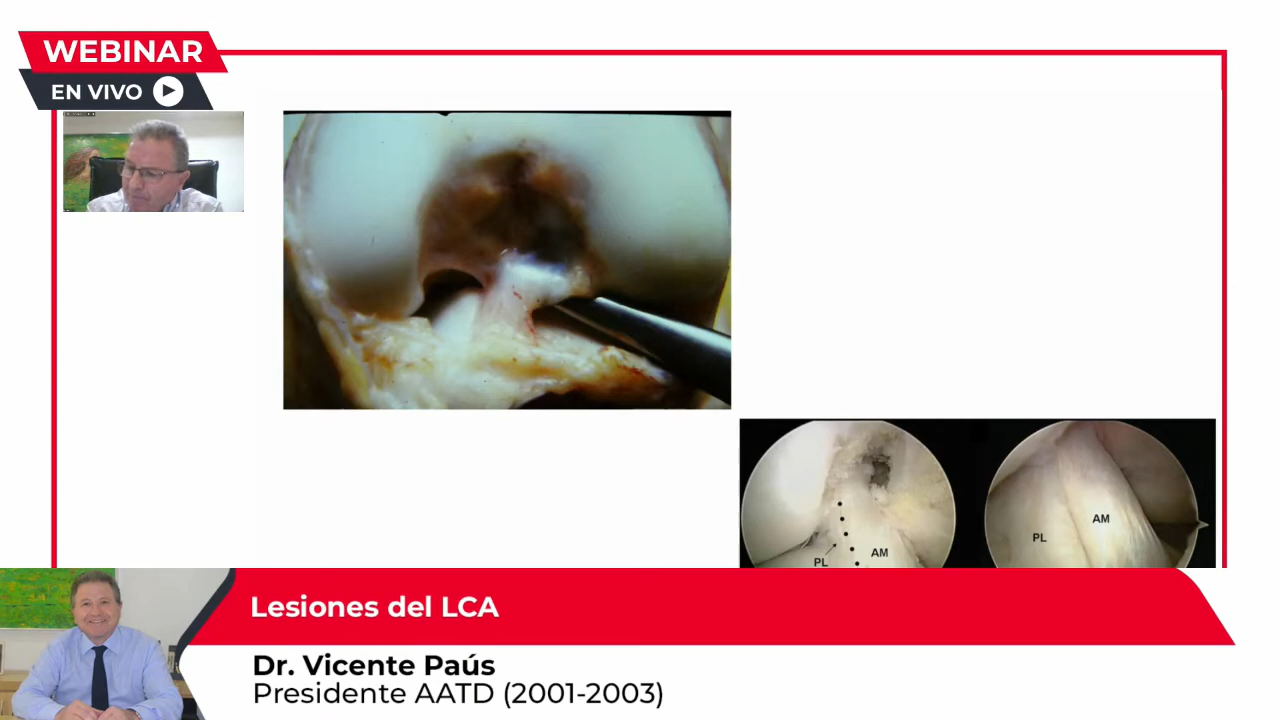 WEBINAR
EN VIVO
PL
AM
PL
AM
Lesiones del LCA
Dr. Vicente Paús
Presidente AATD (2001-2003)